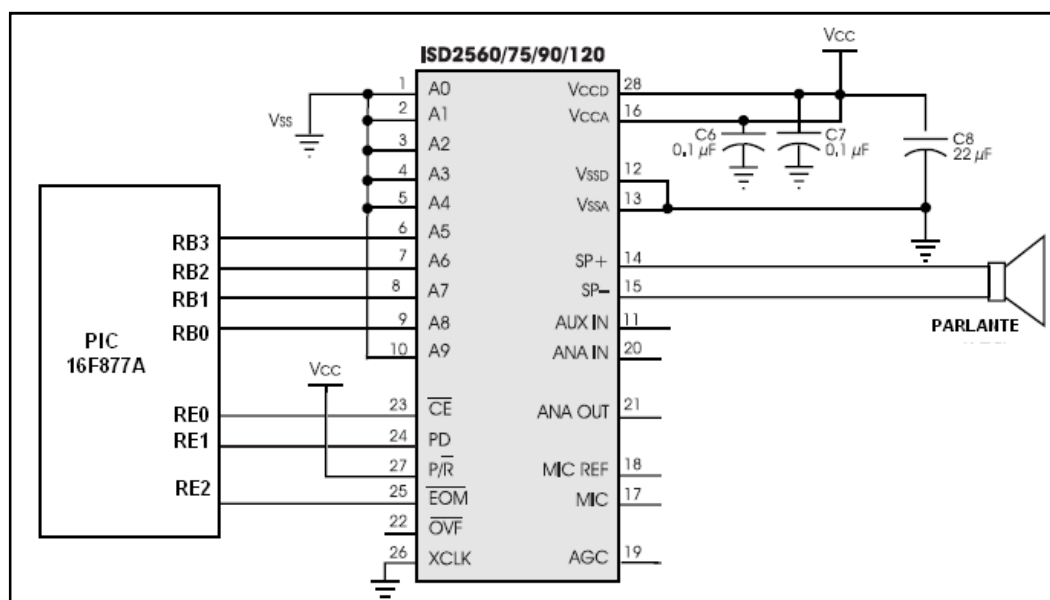 ISD2560/75/90/120
Vcc
1 A0 VCCD 28
2 A1 VCCA 16
Vss
3 A2
C6 0,1 µF
C7 0,1 µF
C8 22 µF
4 A3 VSSD 12
5 A4 VSSA 13
RB3 6 A5
RB2 7 A6 SP+ 14
RB1 8 A7 SP– 15
RB0 9 A8 AUX IN 11
10 A9 ANA IN 20
PARLANTE
PIC
16F877A
Vcc
RE0 23 CE ANA OUT 21
RE1 24 PD
27 P/R MIC REF 18
RE2 25 EOM MIC 17
22 OVF
26 XCLK AGC 19